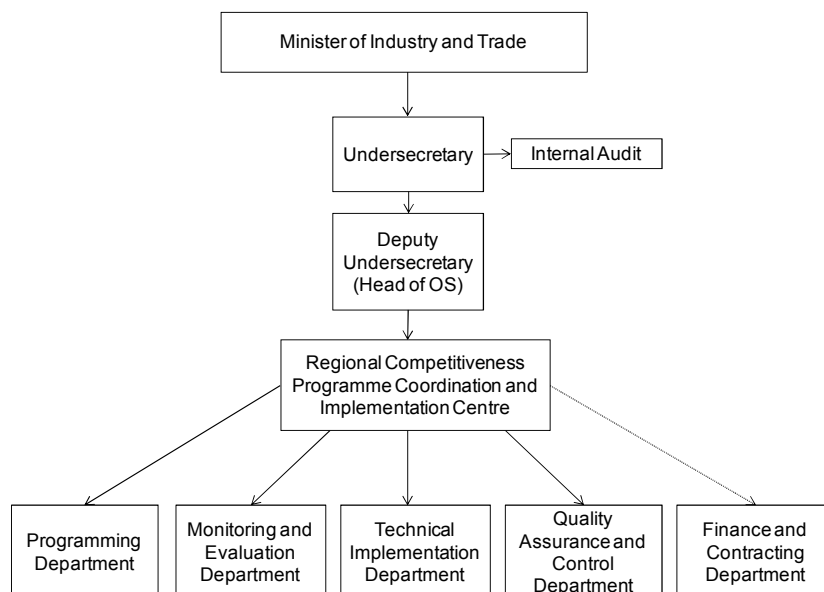 Minister of Industry and Trade
Undersecretary
Internal Audit
Deputy
Undersecretary
(Head of OS)
Regional Competitiveness
Programme Coordination and
Implementation Centre
Programming
Department
Monitoring and
Evaluation
Department
Technical
Implementation
Department
Quality
Assurance and
Control
Department
Finance and
Contracting
Department